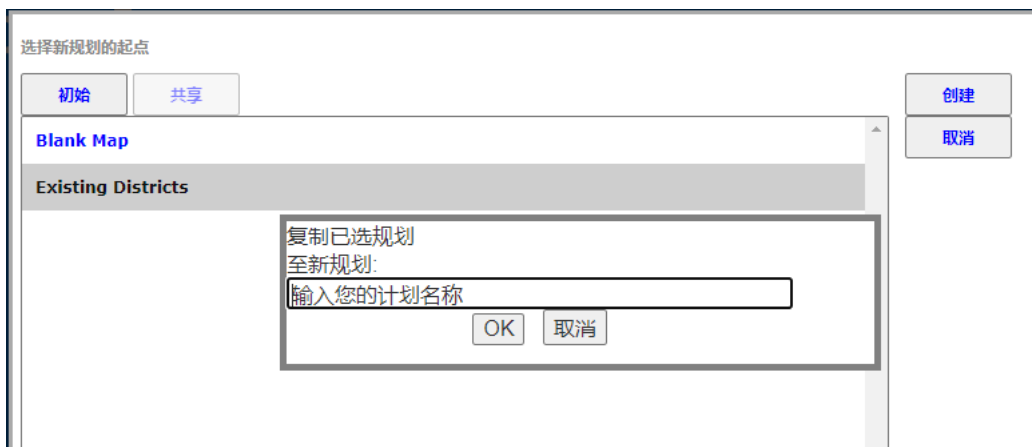 选择新规划的起点
初始 共享 创建
取消
Blank Map
Existing Districts
复制已选规划
至新规划:
输入您的计划名称
OK 取消